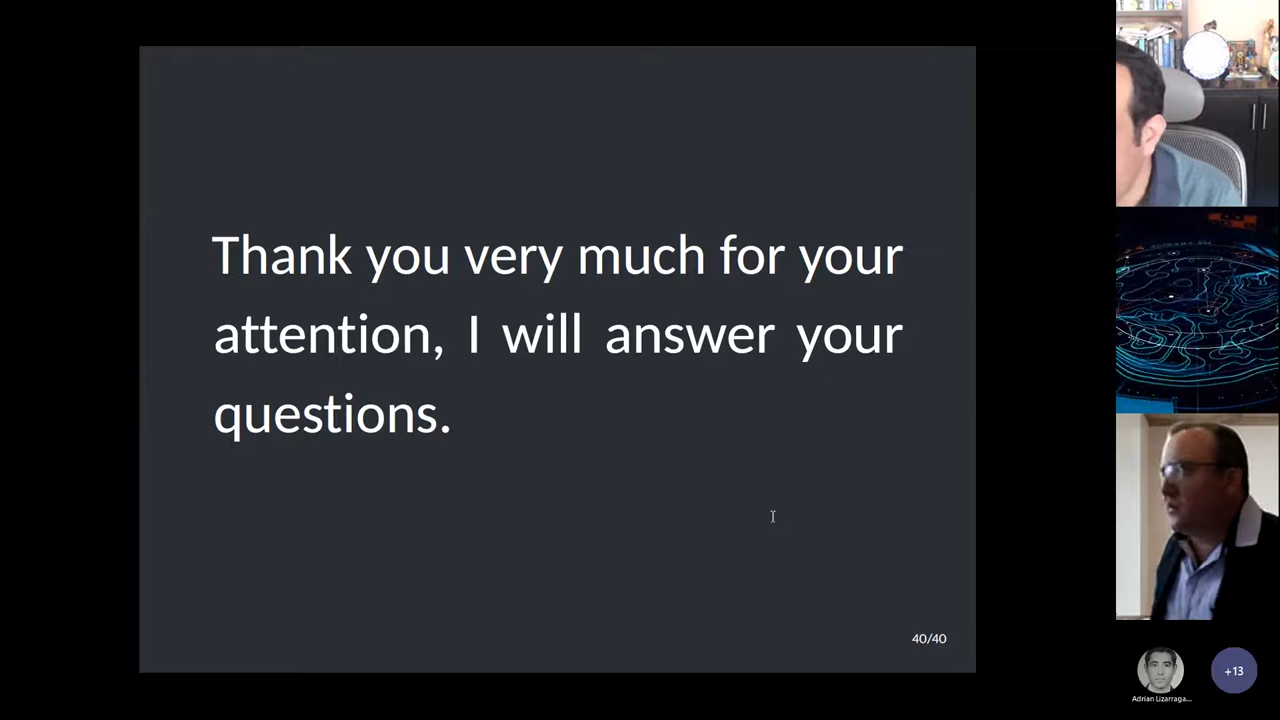 Thank you very much for your
attention, I will answer your
questions.
40/40
Adrian Lizarraga...
+13